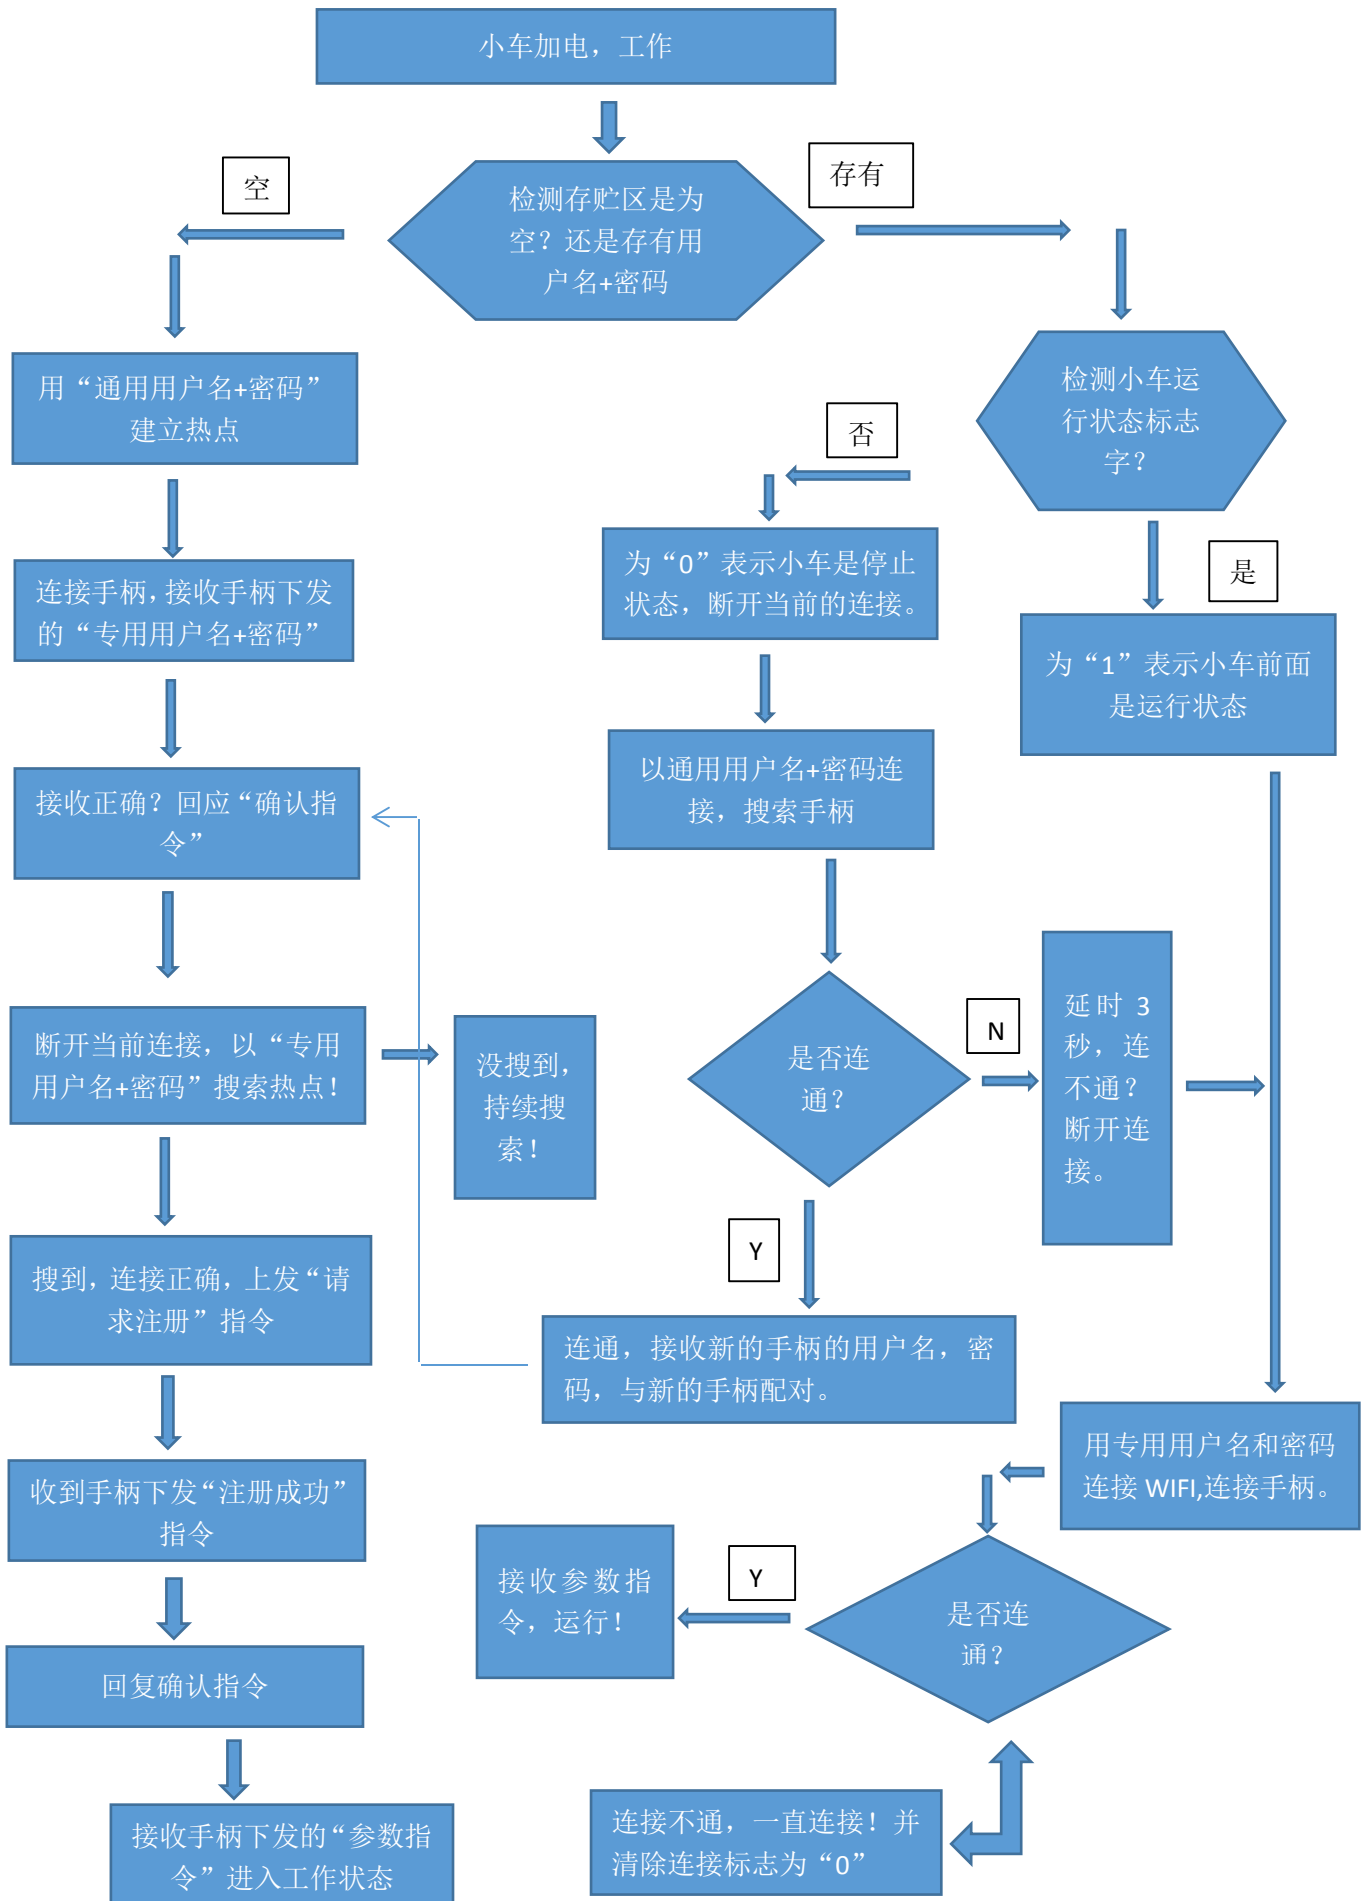 小车加电，工作
空
检测存贮区是为
空？还是存有用
户名+密码
存有
用“通用用户名+密码”
建立热点
检测小车运
行状态标志
字？
否
是
连接手柄，接收手柄下发
的“专用用户名+密码”
为“0”表示小车是停止
状态，断开当前的连接。
为“1”表示小车前面
是运行状态
接收正确？回应“确认指
令”
以通用用户名+密码连
接，搜索手柄
断开当前连接，以“专用
用户名+密码”搜索热点！
没搜到，
持续搜
索！
是否连
通？
N
延时 3
秒，连
不通？
断开连
接。
Y
搜到，连接正确，上发“请
求注册”指令
连通，接收新的手柄的用户名，密
码，与新的手柄配对。
收到手柄下发“注册成功”
指令
用专用用户名和密码
连接 WIFI,连接手柄。
接收参数指
令，运行！
Y
是否连
通？
回复确认指令
接收手柄下发的“参数指
令”进入工作状态
连接不通，一直连接！并
清除连接标志为“0”